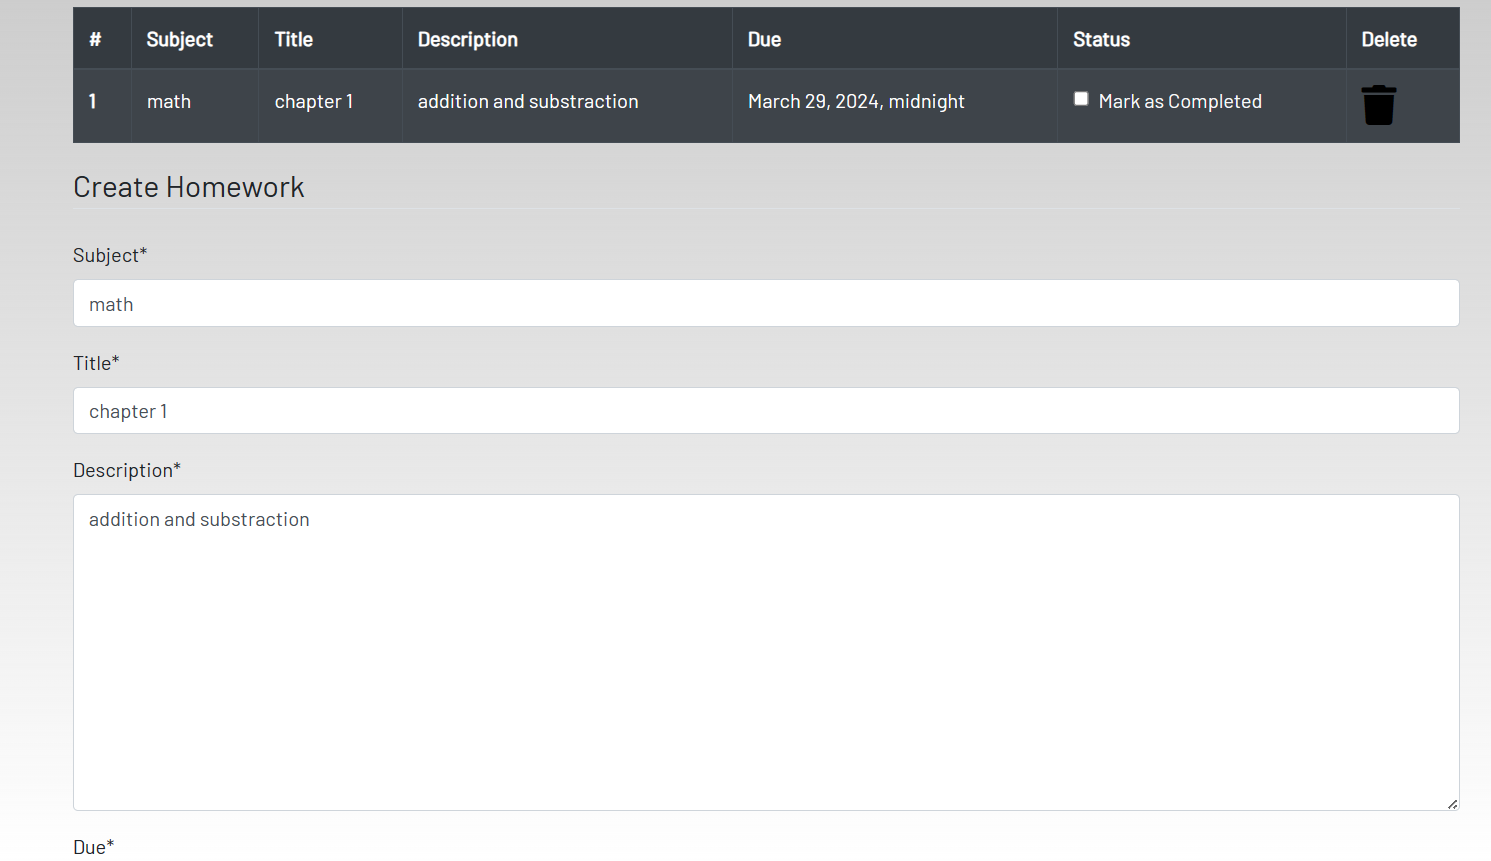 # Subject Title Description Due Status Delete
1 math chapter 1 addition and substraction March 29, 2024, midnight Mark as Completed
Create Homework
Subject*
math
Title*
chapter 1
Description*
addition and substraction
Due*